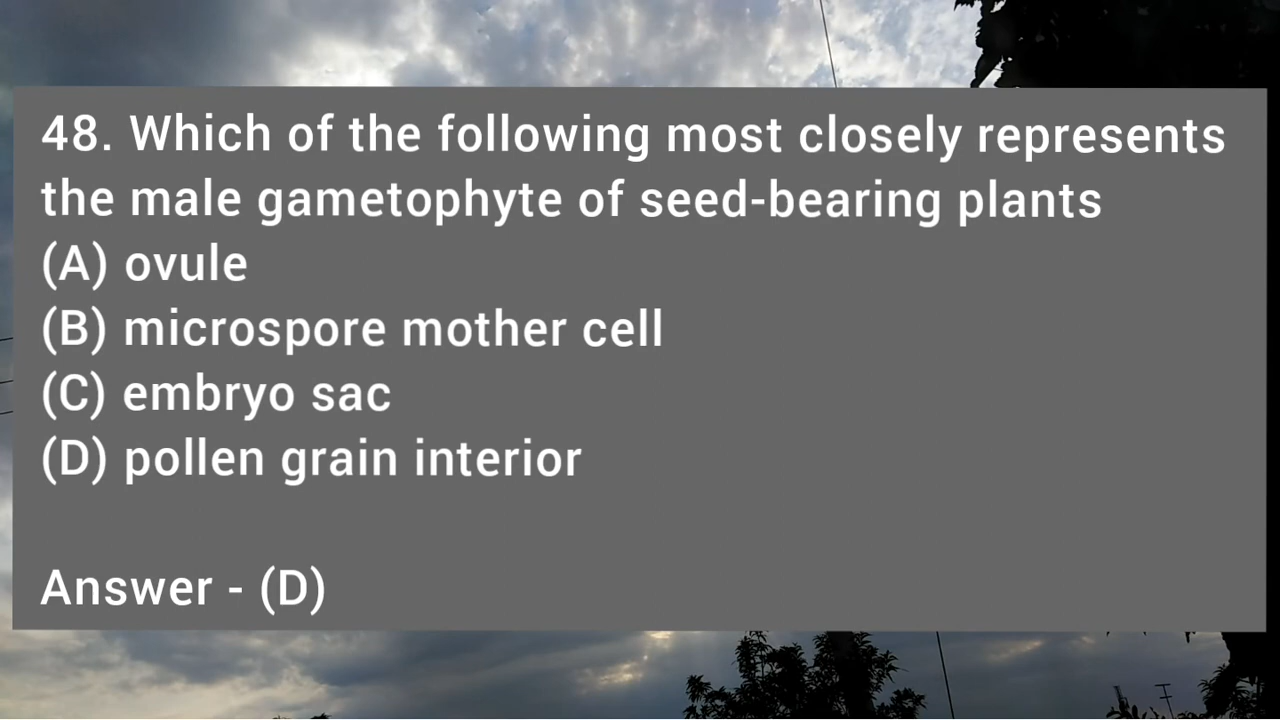 48. Which of the following most closely represents
the male gametophyte of seed-bearing plants
(A) ovule
(B) microspore mother cell
(C) embryo sac
(D) pollen grain interior
Answer - (D)